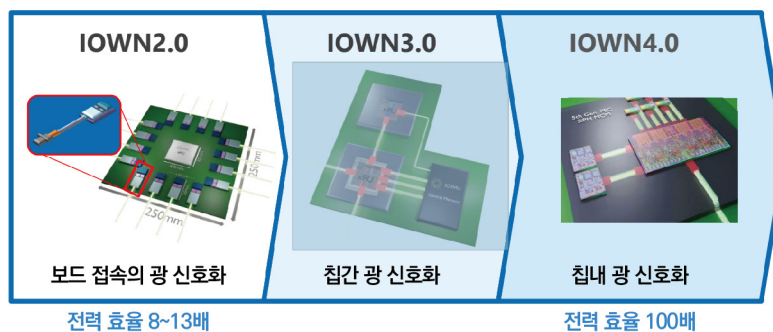 IOWN2.0
IOWN3.0
IOWN4.0
250mm
250mm
보드 접속의 광 신호화
칩간 광 신호화
칩내 광 신호화
전력 효율 8~13배
전력 효율 100배